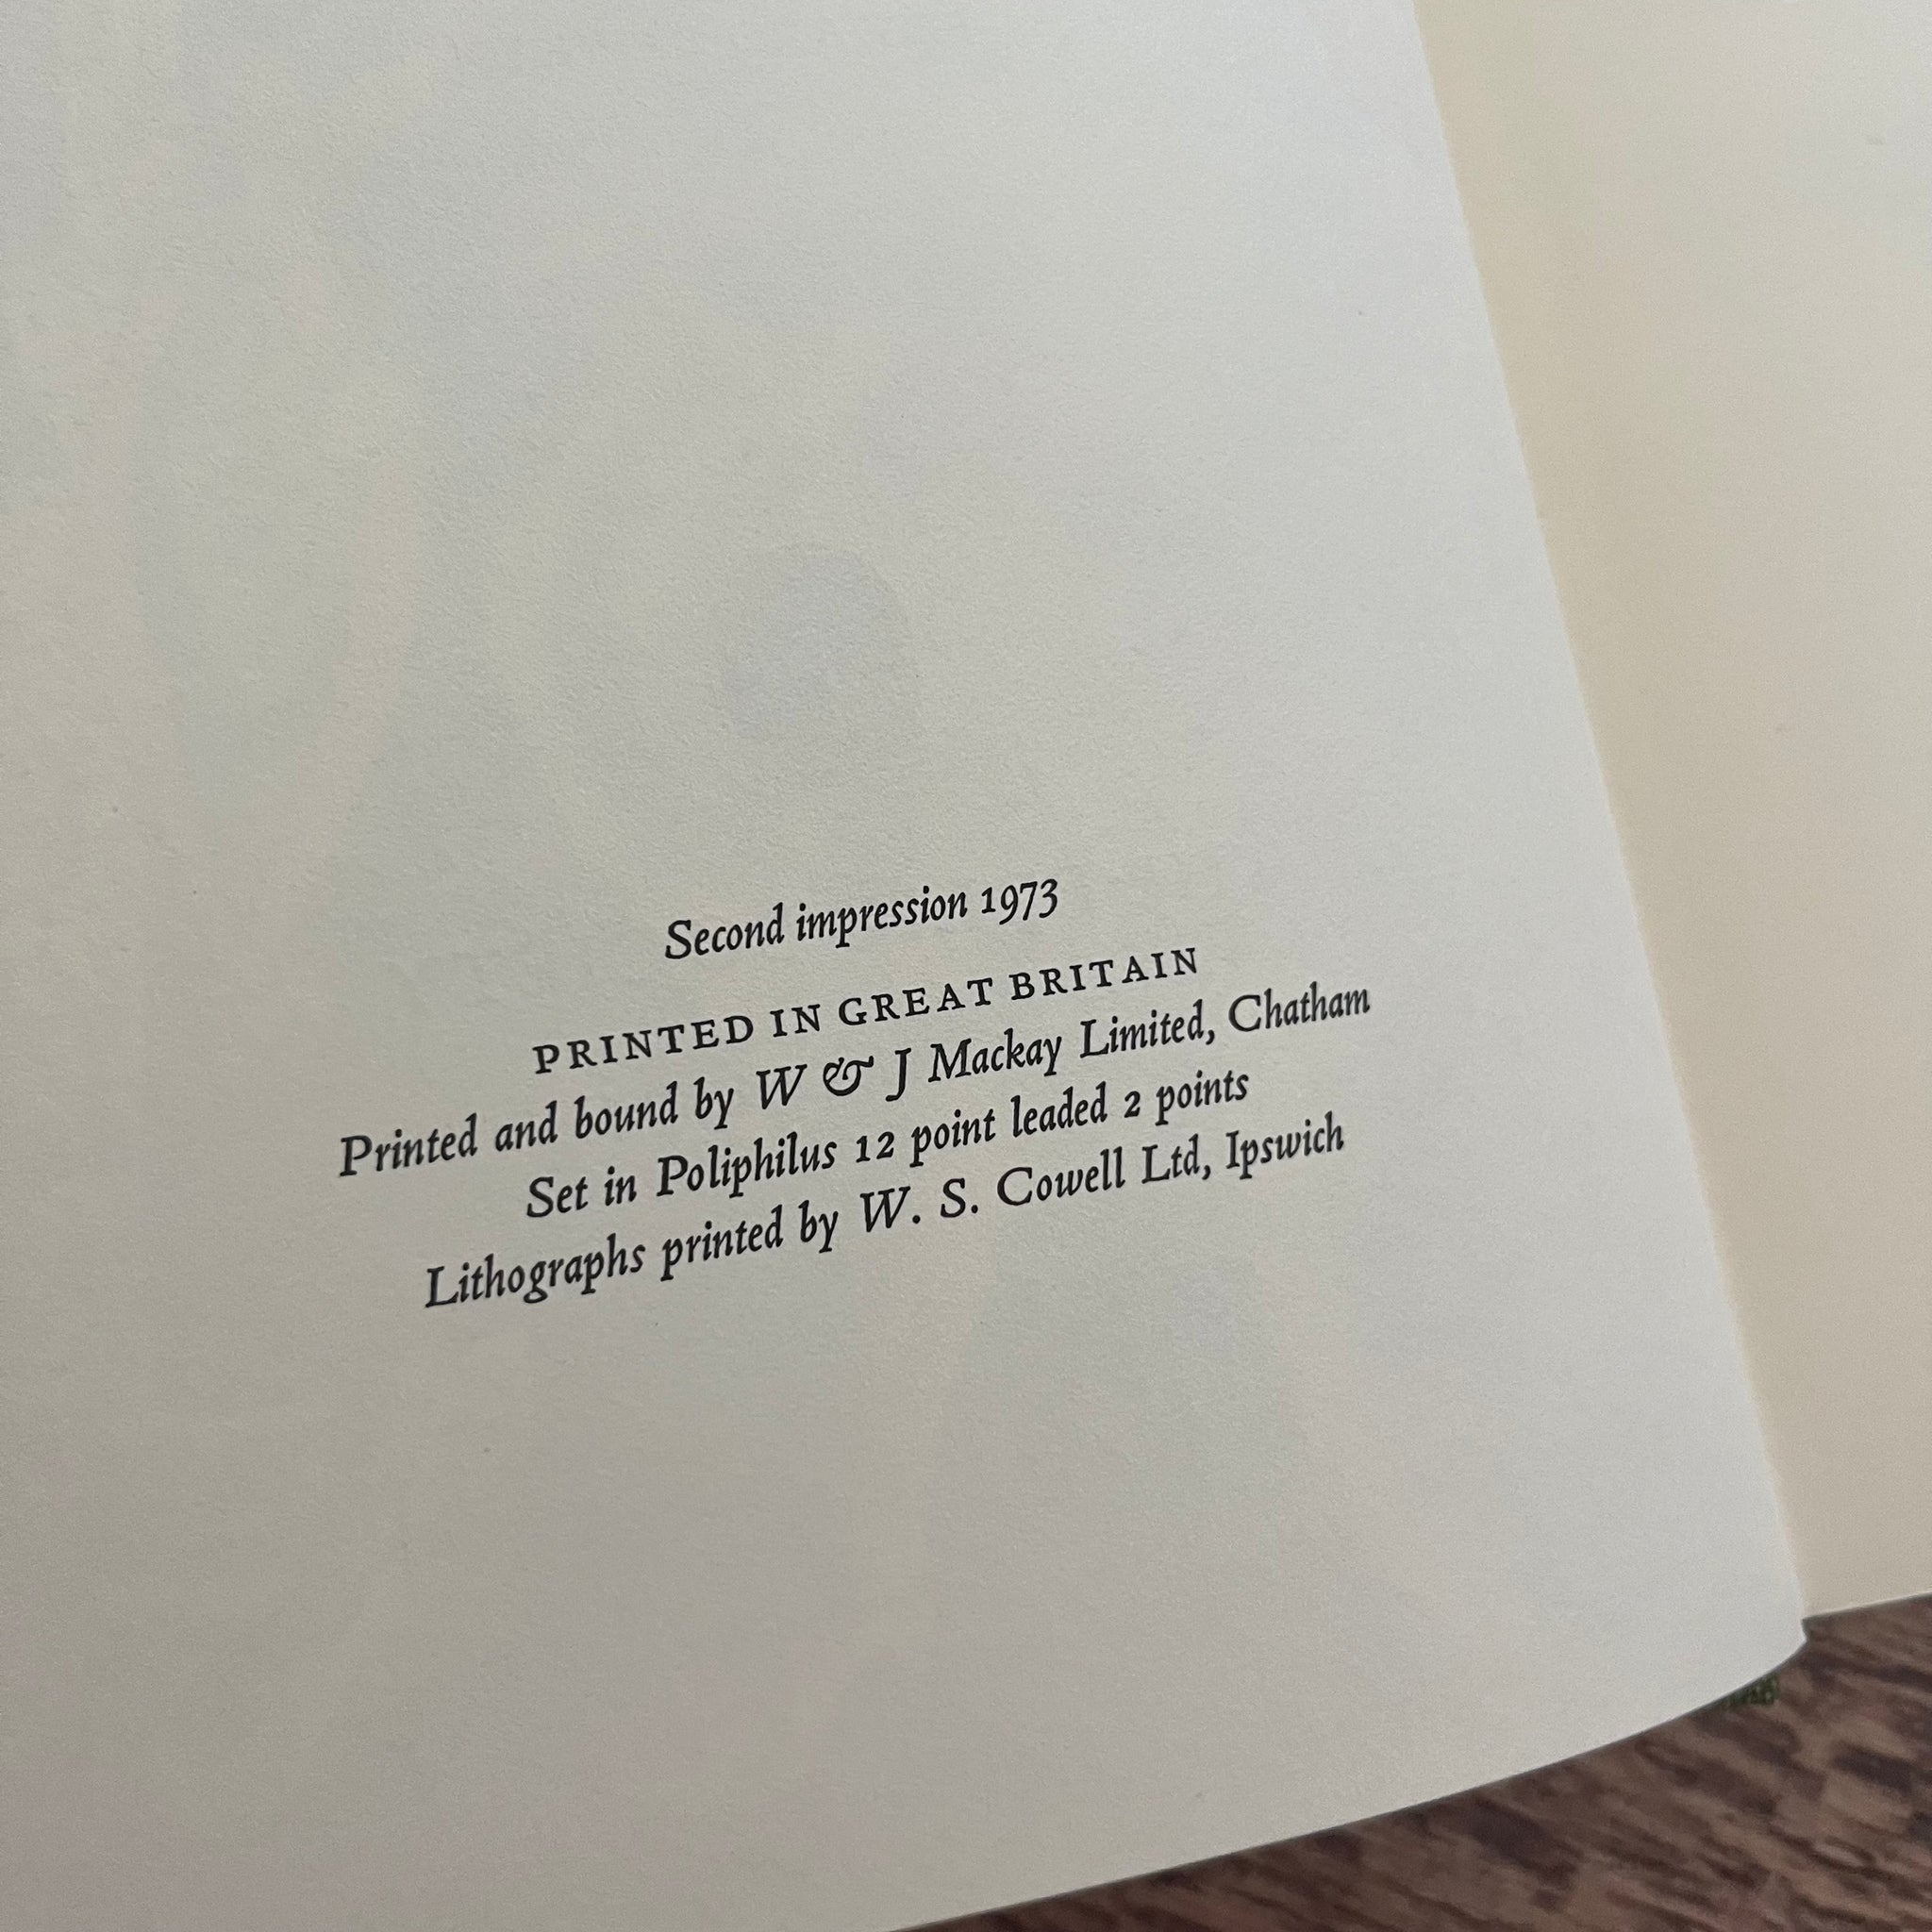 Second impression 1973
PRINTED IN GREAT BRITAIN
Printed and bound by W & J Mackay Limited, Chatham
Set in Poliphilus 12 point leaded 2 points
Lithographs printed by W. S. Cowell Ltd, Ipswich